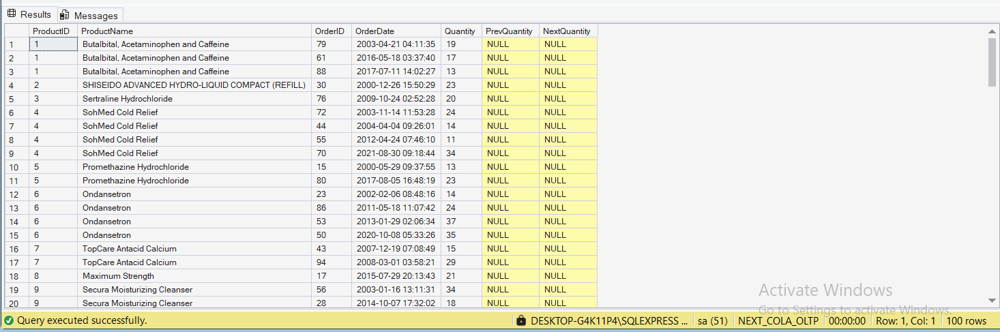 Results Messages
ProductID ProductName OrderID OrderDate Quantity PrevQuantity NextQuantity
1 1 Butalbital, Acetaminophen and Caffeine 79 2003-04-21 04:11:35 19 NULL NULL
2 1 Butalbital, Acetaminophen and Caffeine 61 2016-05-18 03:37:40 17 NULL NULL
3 1 Butalbital, Acetaminophen and Caffeine 88 2017-07-11 14:02:27 13 NULL NULL
4 2 SHISEIDO ADVANCED HYDRO-LIQUID COMPACT (REFILL) 30 2000-12-26 15:50:29 23 NULL NULL
5 3 Sertraline Hydrochloride 76 2009-10-24 02:52:28 20 NULL NULL
6 4 SohMed Cold Relief 72 2003-11-14 11:53:28 24 NULL NULL
7 4 SohMed Cold Relief 44 2004-04-04 09:26:01 14 NULL NULL
8 4 SohMed Cold Relief 55 2012-04-24 07:46:10 11 NULL NULL
9 4 SohMed Cold Relief 70 2021-08-30 09:18:44 34 NULL NULL
10 5 Promethazine Hydrochloride 15 2000-05-29 09:37:55 13 NULL NULL
11 5 Promethazine Hydrochloride 80 2017-08-05 16:48:19 23 NULL NULL
12 6 Ondansetron 23 2002-02-06 08:48:16 14 NULL NULL
13 6 Ondansetron 86 2011-05-18 11:07:42 24 NULL NULL
14 6 Ondansetron 53 2013-01-29 02:06:34 37 NULL NULL
15 6 Ondansetron 50 2020-10-08 05:33:26 35 NULL NULL
16 7 TopCare Antacid Calcium 43 2007-12-19 07:08:49 15 NULL NULL
17 7 TopCare Antacid Calcium 94 2008-03-01 03:58:21 29 NULL NULL
18 8 Maximum Strength 17 2015-07-29 20:13:43 21 NULL NULL
19 9 Secura Moisturizing Cleanser 56 2003-01-16 13:11:31 34 NULL NULL
20 9 Secura Moisturizing Cleanser 28 2014-10-07 17:32:02 18 NULL NULL
Activate Windows
Go to Settings to activate Windows.
Query executed successfully. DESKTOP-G4K11P4\SQLEXPRESS ... sa (51) NEXT_COLA_OLTP 00:00:00 Row: 1, Col: 1 100 rows